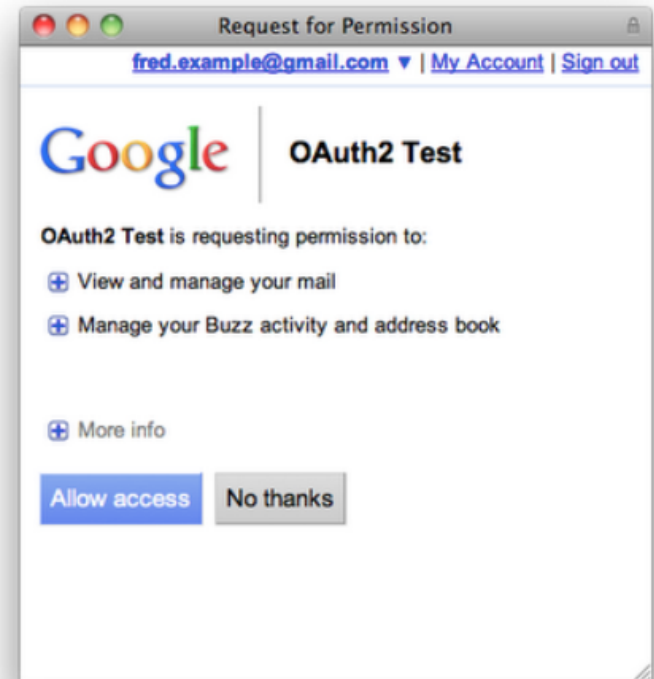 Request for Permission
fred.example@gmail.com ▼ | My Account | Sign out
Google
OAuth2 Test
OAuth2 Test is requesting permission to:
View and manage your mail
Manage your Buzz activity and address book
More info
Allow access
No thanks